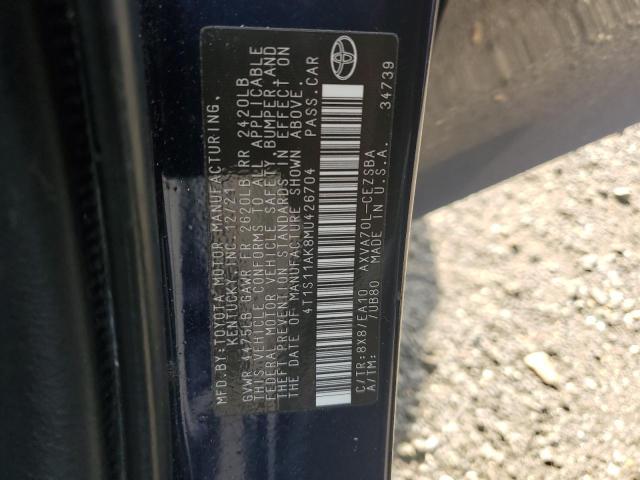 MFD.BY:TOYOTA MOTOR MANUFACTURING,
KENTUCKY, INC. 12/21
GVWR 4475LB GAWR FR 2620LB RR 2420LB
THIS VEHICLE CONFORMS TO ALL APPLICABLE
FEDERAL MOTOR VEHICLE SAFETY, BUMPER, AND
THEFT PREVENTION STANDARDS IN EFFECT ON
THE DATE OF MANUFACTURE SHOWN ABOVE.
4T1S11AK8MU426704 PASS.CAR
C/TR:8X8/EA10 AXVA70L-CEZSBA
A/TM: /UB80 MADE IN U.S.A.
34739